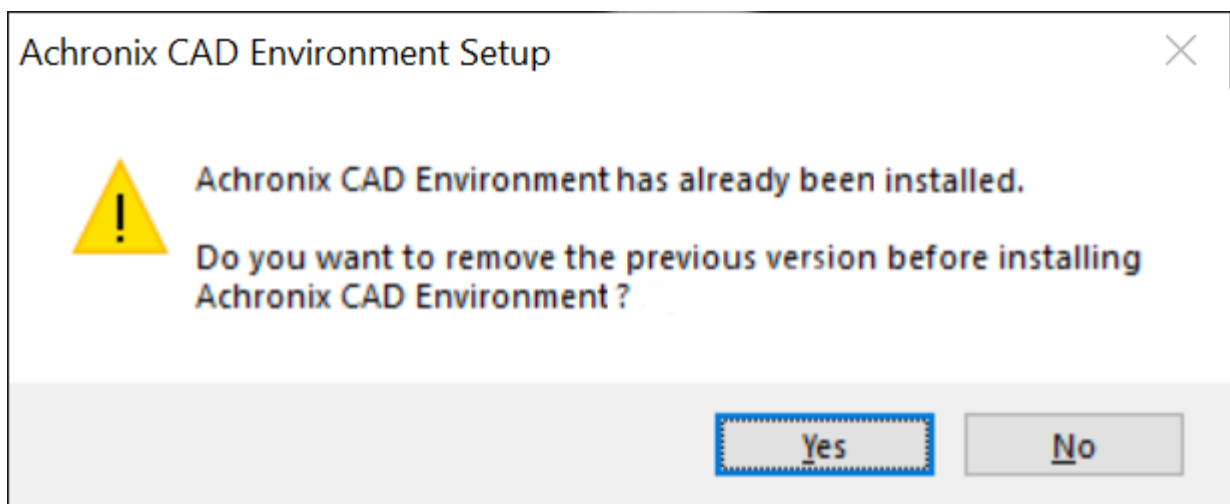 Achronix CAD Environment Setup
Achronix CAD Environment has already been installed.
Do you want to remove the previous version before installing
Achronix CAD Environment ?
Yes
No